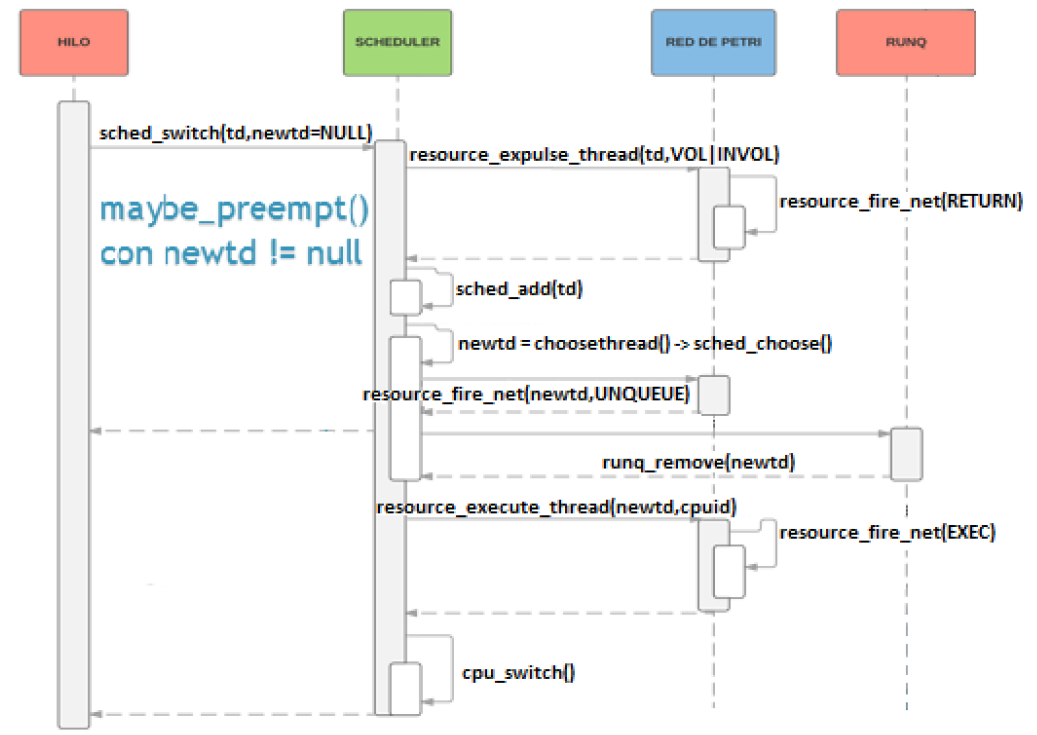 HILO
SCHEDULER
RED DE PETRI
RUNQ
sched_switch(td,newtd=NULL)
resource_expulse_thread(td,VOL|INVOL)
resource_fire_net(RETURN)
maybe_preempt()
con newtd != null
sched_add(td)
newtd = choosethread() -> sched_choose()
resource_fire_net(newtd,UNQUEUE)
runq_remove(newtd)
resource_execute_thread(newtd,cpuid)
resource_fire_net(EXEC)
cpu_switch()